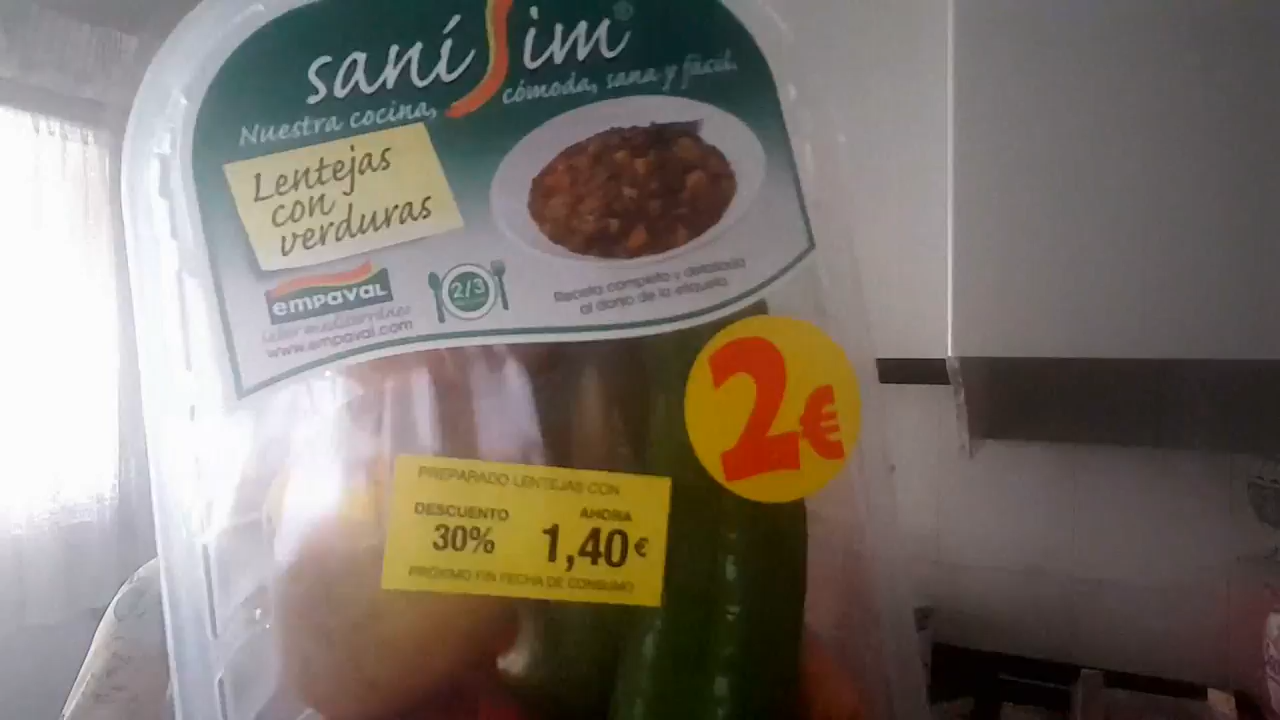 sanísim®
Nuestra cocina, cómoda, sana y fácil.
Lentejas
con
verduras
empaval
www.empaval.com
2/3
Receta completa y detallada
al dorso de la etiqueta
2€
PREPARADO LENTEJAS CON
DESCUENTO AHORA
30% 1,40€
PRÓXIMO FIN FECHA DE CONSUMO